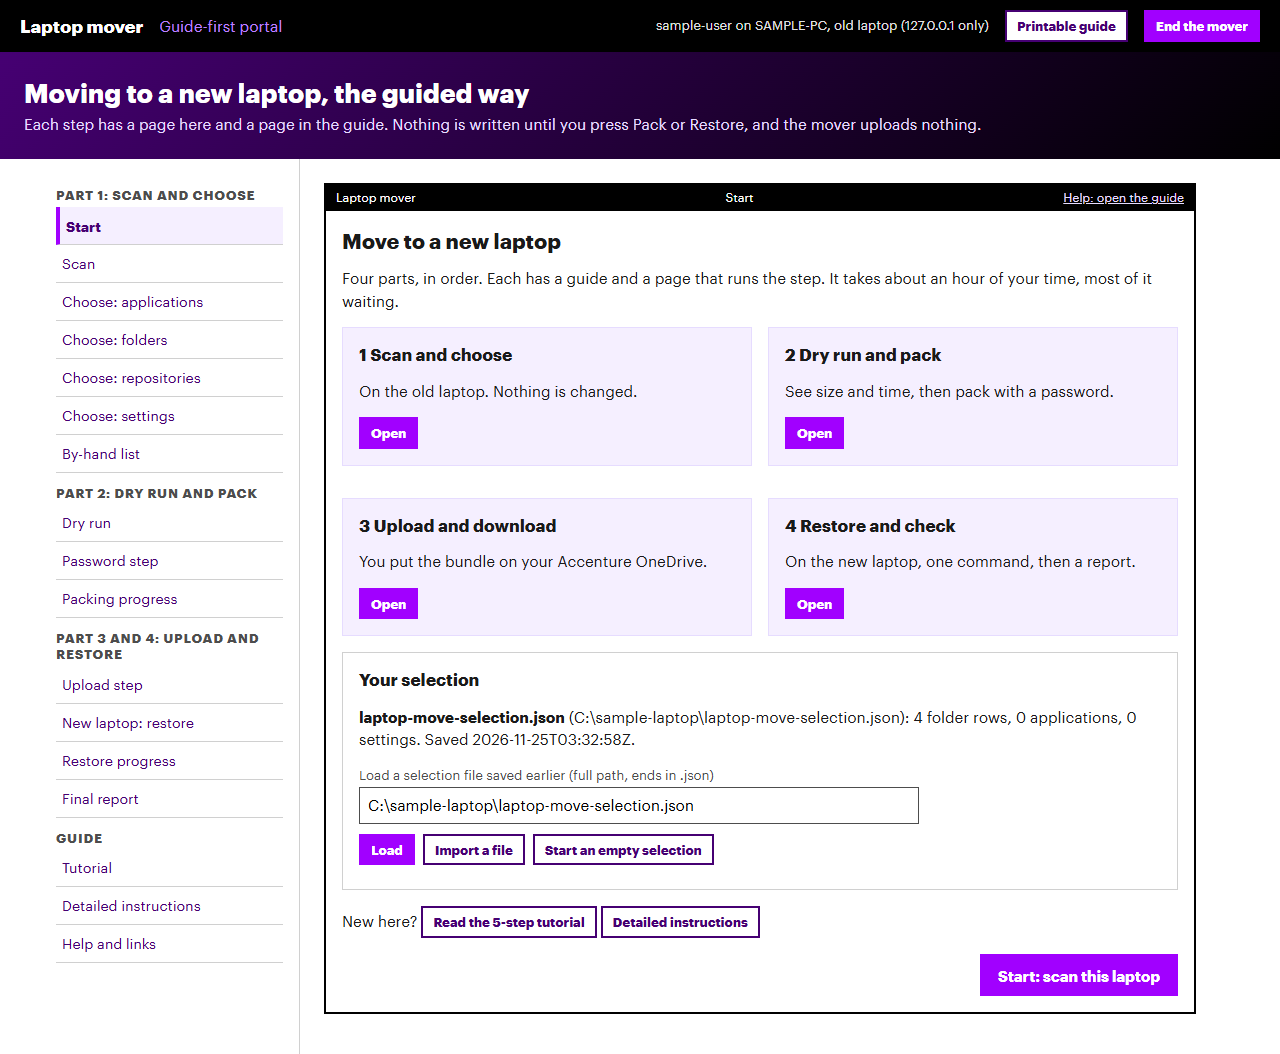 Laptop mover
Guide-first portal
sample-user on SAMPLE-PC, old laptop (127.0.0.1 only)
Printable guide
End the mover
Moving to a new laptop, the guided way
Each step has a page here and a page in the guide. Nothing is written until you press Pack or Restore, and the mover uploads nothing.
PART 1: SCAN AND CHOOSE
Start
Scan
Choose: applications
Choose: folders
Choose: repositories
Choose: settings
By-hand list
PART 2: DRY RUN AND PACK
Dry run
Password step
Packing progress
PART 3 AND 4: UPLOAD AND
RESTORE
Upload step
New laptop: restore
Restore progress
Final report
GUIDE
Tutorial
Detailed instructions
Help and links
Laptop mover
Start
Help: open the guide
Move to a new laptop
Four parts, in order. Each has a guide and a page that runs the step. It takes about an hour of your time, most of it
waiting.
1 Scan and choose
On the old laptop. Nothing is changed.
Open
2 Dry run and pack
See size and time, then pack with a password.
Open
3 Upload and download
You put the bundle on your Accenture OneDrive.
Open
4 Restore and check
On the new laptop, one command, then a report.
Open
Your selection
laptop-move-selection.json (C:\sample-laptop\laptop-move-selection.json): 4 folder rows, 0 applications, 0
settings. Saved 2026-11-25T03:32:58Z.
Load a selection file saved earlier (full path, ends in .json)
C:\sample-laptop\laptop-move-selection.json
Load
Import a file
Start an empty selection
New here?
Read the 5-step tutorial
Detailed instructions
Start: scan this laptop